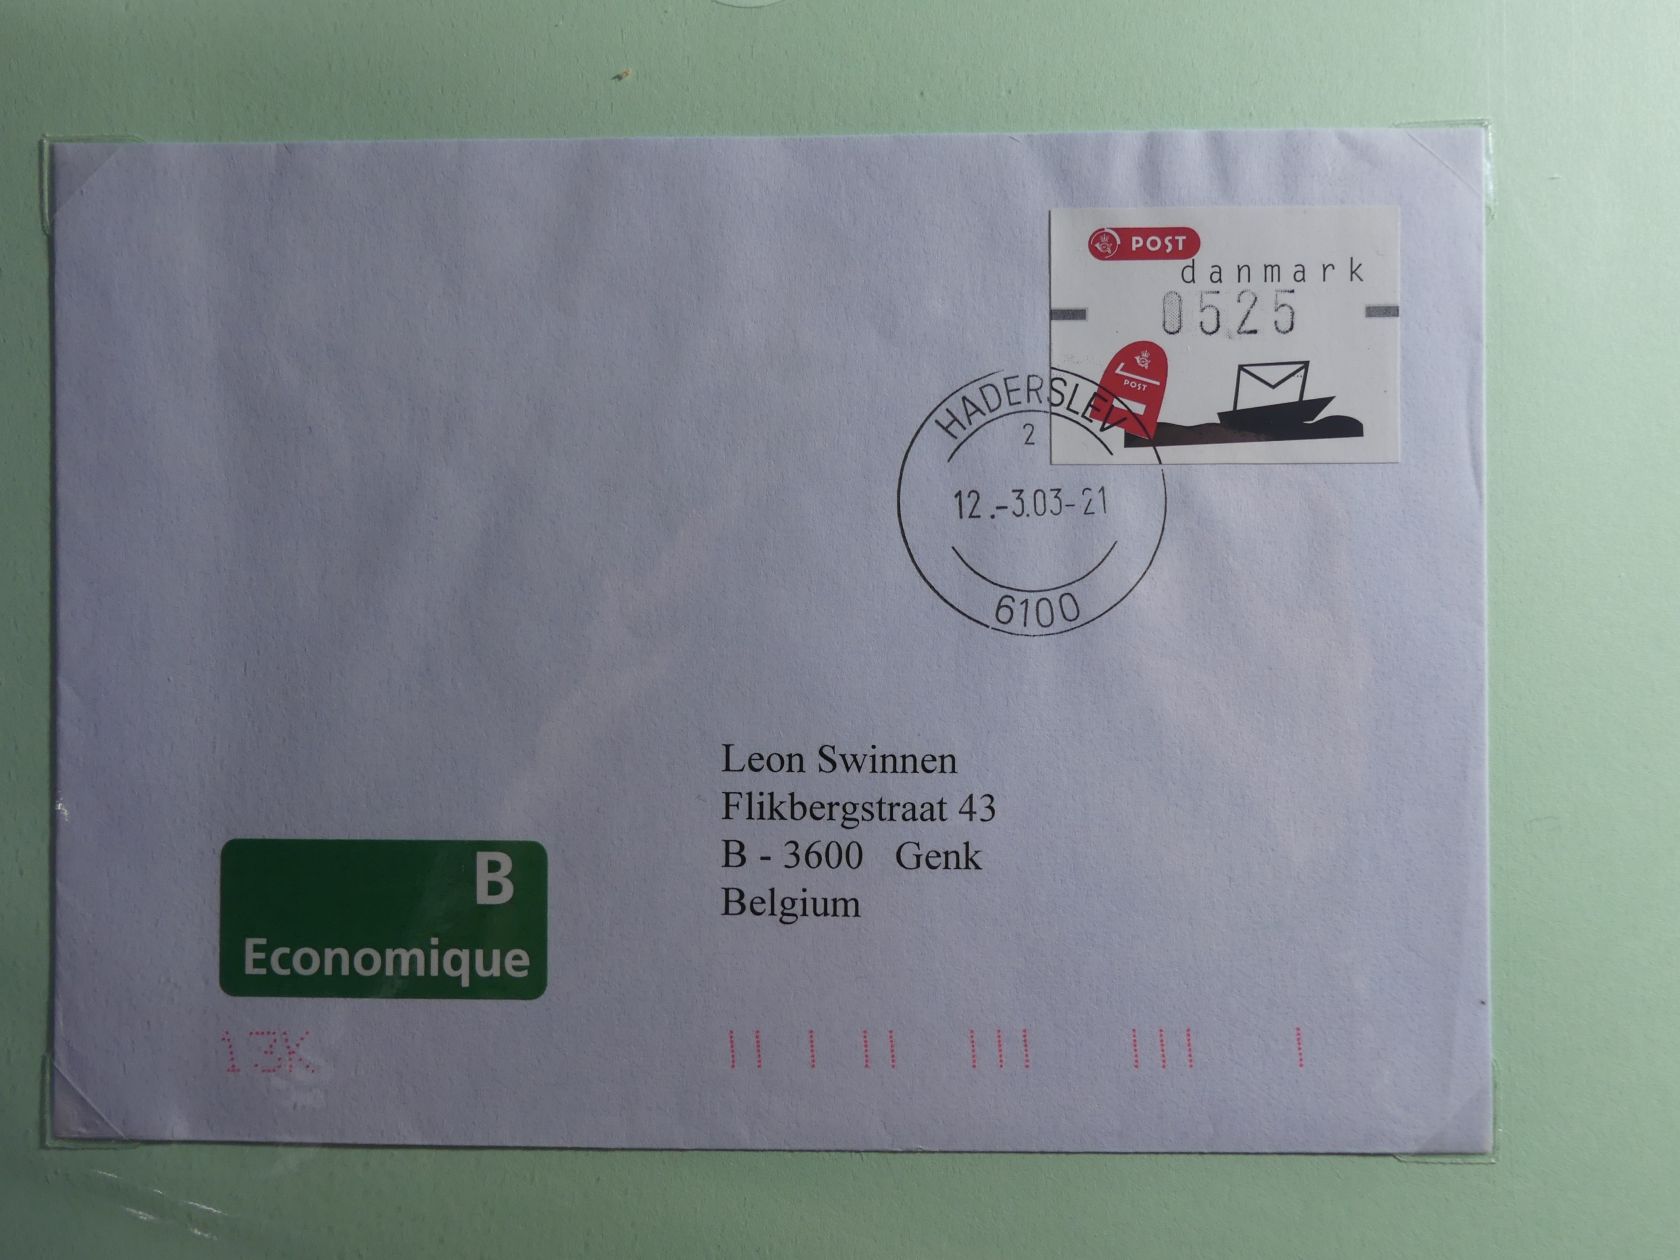 POST
danmark
0525
POST
HADERSLEV
2
12.-3.03-21
6100
Leon Swinnen
Flikbergstraat 43
B - 3600 Genk
Belgium
B
Economique
13K